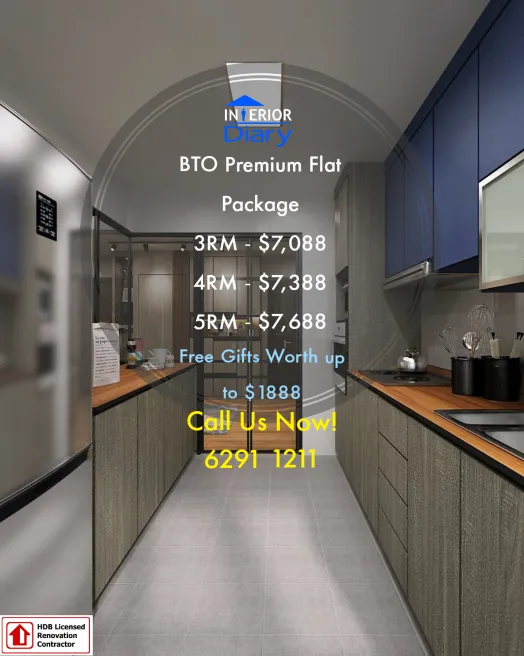 INTERIOR
Diary
BTO Premium Flat
Package
3RM - $7,088
4RM - $7,388
5RM - $7,688
Free Gifts Worth up
to $1888
Call Us Now!
6291 1211
HDB Licensed
Renovation
Contractor